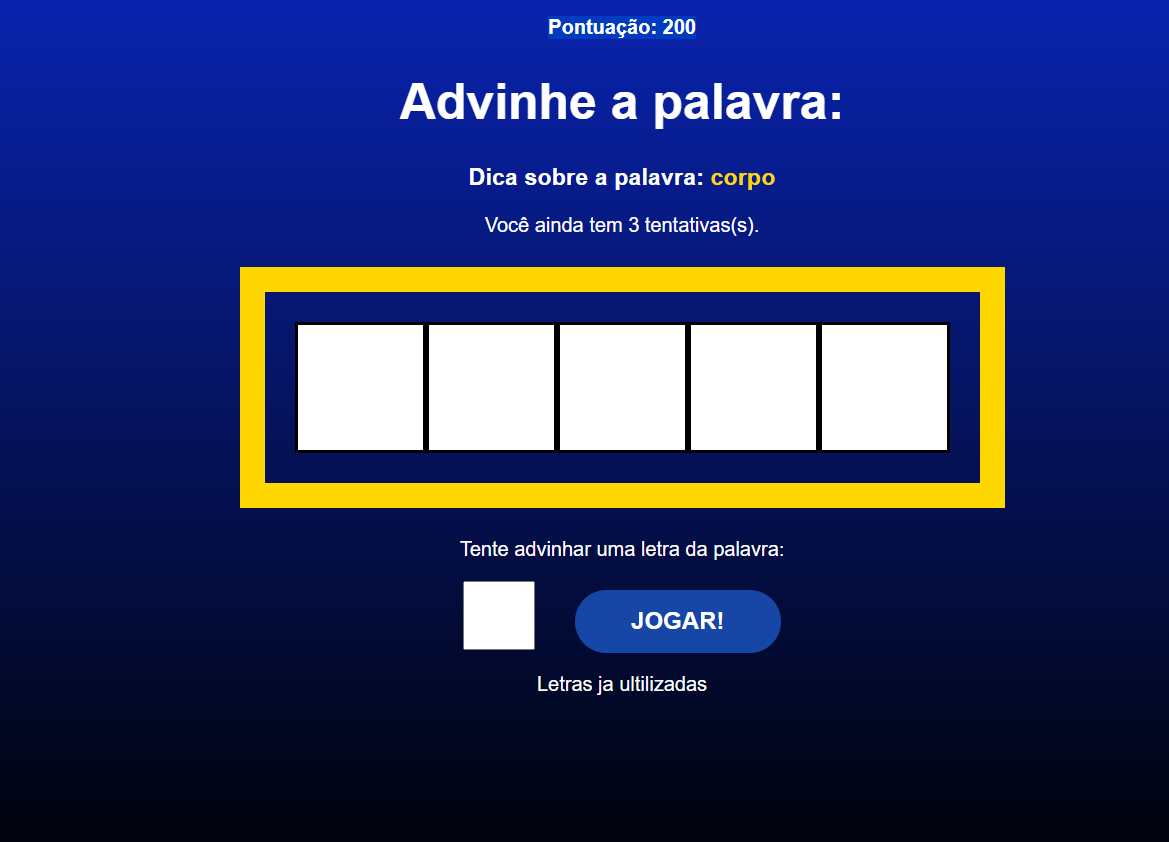 Pontuação: 200
Advinhe a palavra:
Dica sobre a palavra: corpo
Você ainda tem 3 tentativas(s).
Tente advinhar uma letra da palavra:
JOGAR!
Letras ja ultilizadas